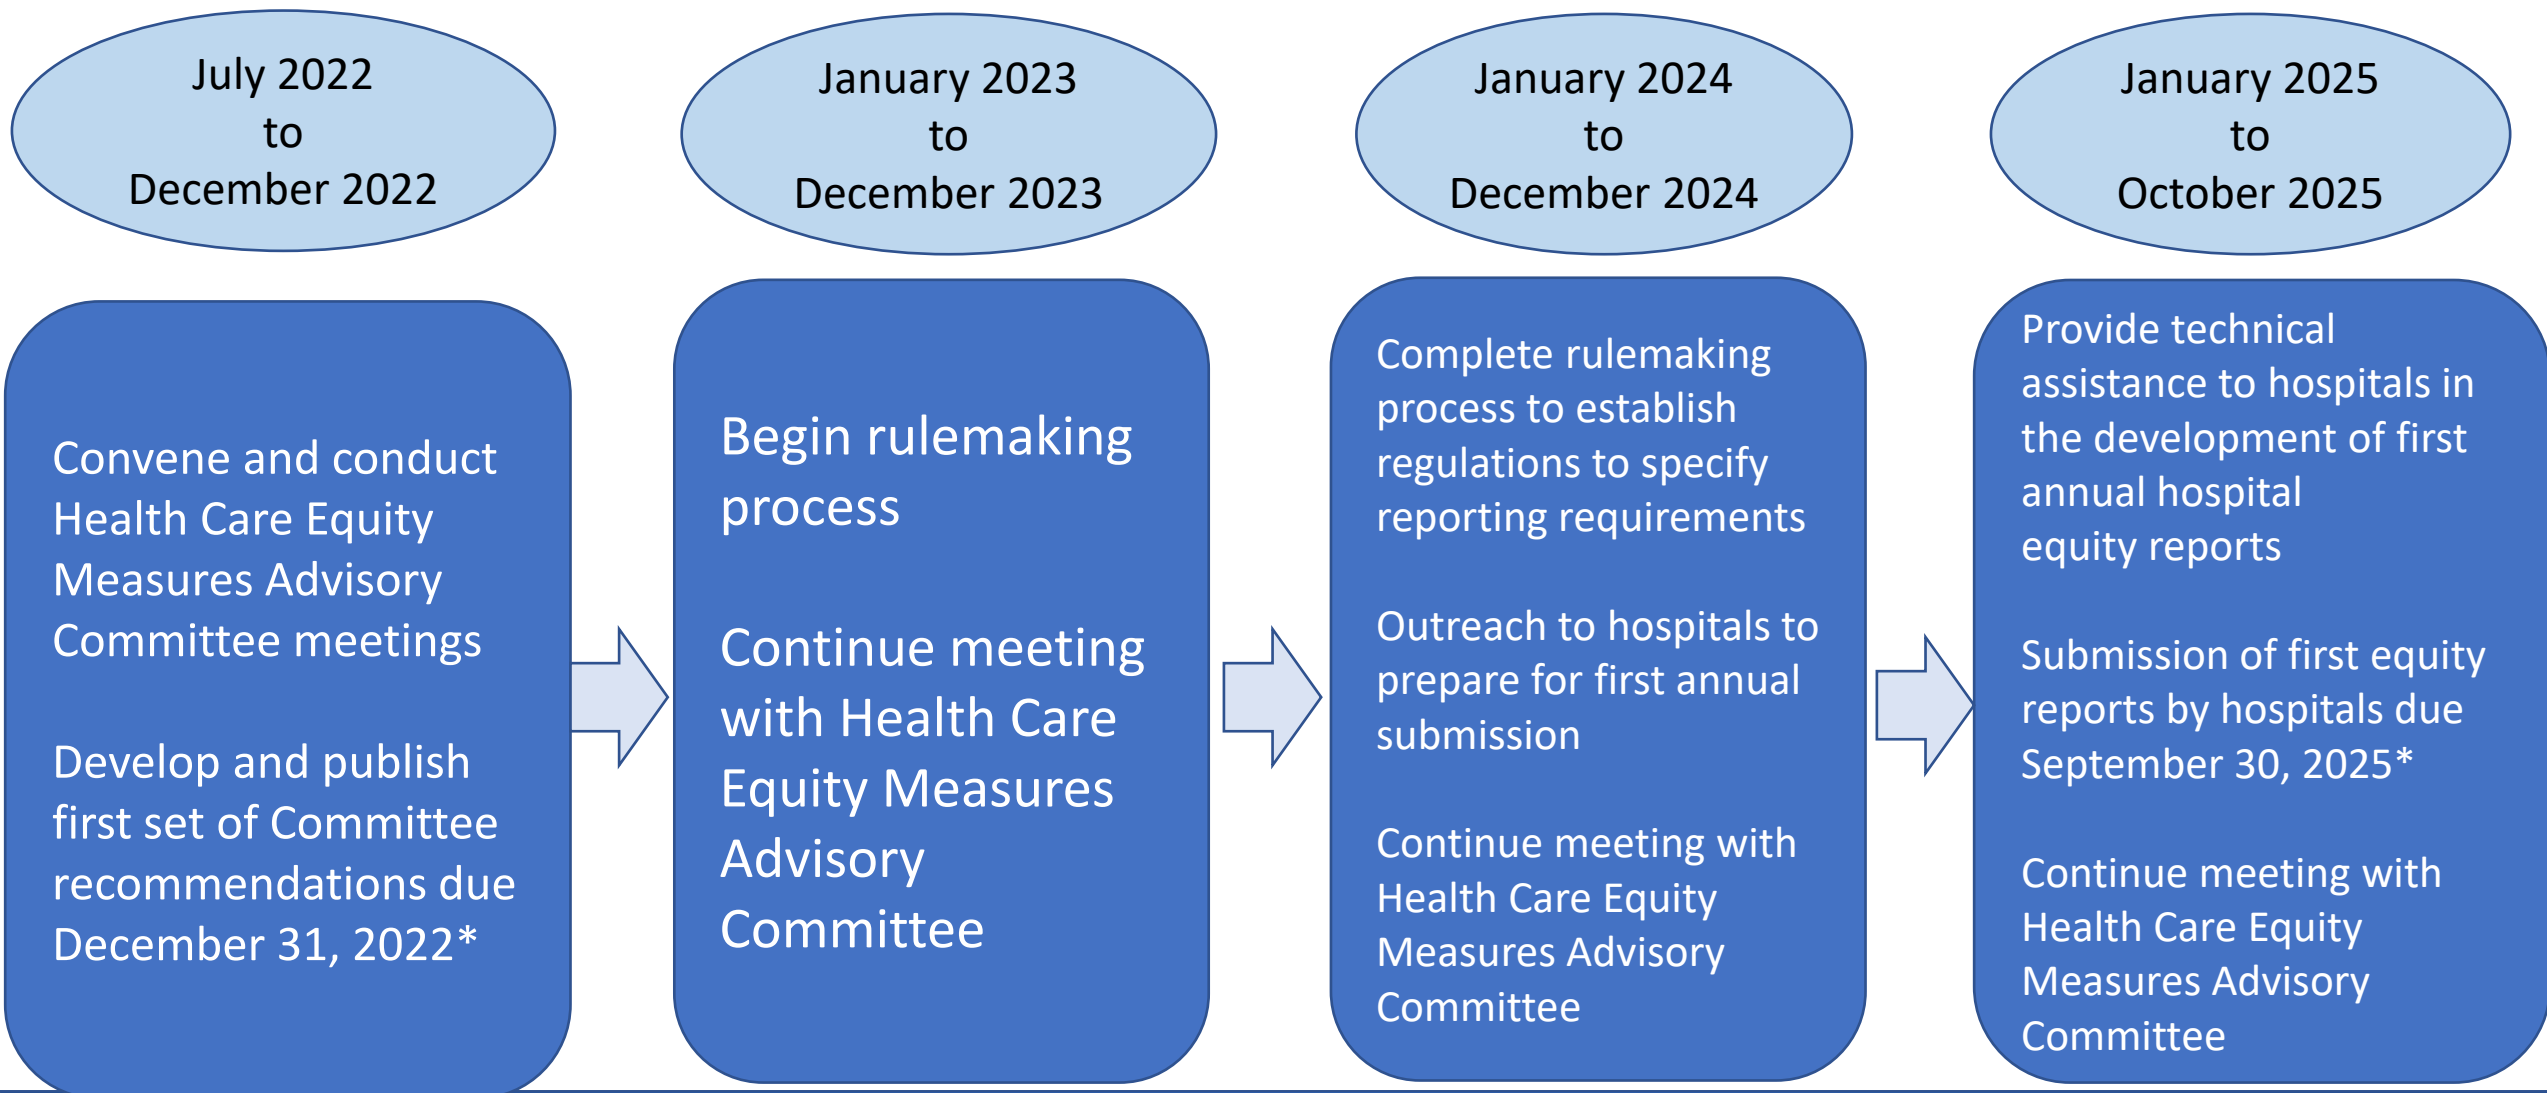 July 2022
to
December 2022
January 2023
to
December 2023
January 2024
to
December 2024
January 2025
to
October 2025
Convene and conduct
Health Care Equity
Measures Advisory
Committee meetings
Develop and publish
first set of Committee
recommendations due
December 31, 2022*
Begin rulemaking
process
Continue meeting
with Health Care
Equity Measures
Advisory
Committee
Complete rulemaking
process to establish
regulations to specify
reporting requirements
Outreach to hospitals to
prepare for first annual
submission
Continue meeting with
Health Care Equity
Measures Advisory
Committee
Provide technical
assistance to hospitals in
the development of first
annual hospital
equity reports
Submission of first equity
reports by hospitals due
September 30, 2025*
Continue meeting with
Health Care Equity
Measures Advisory
Committee